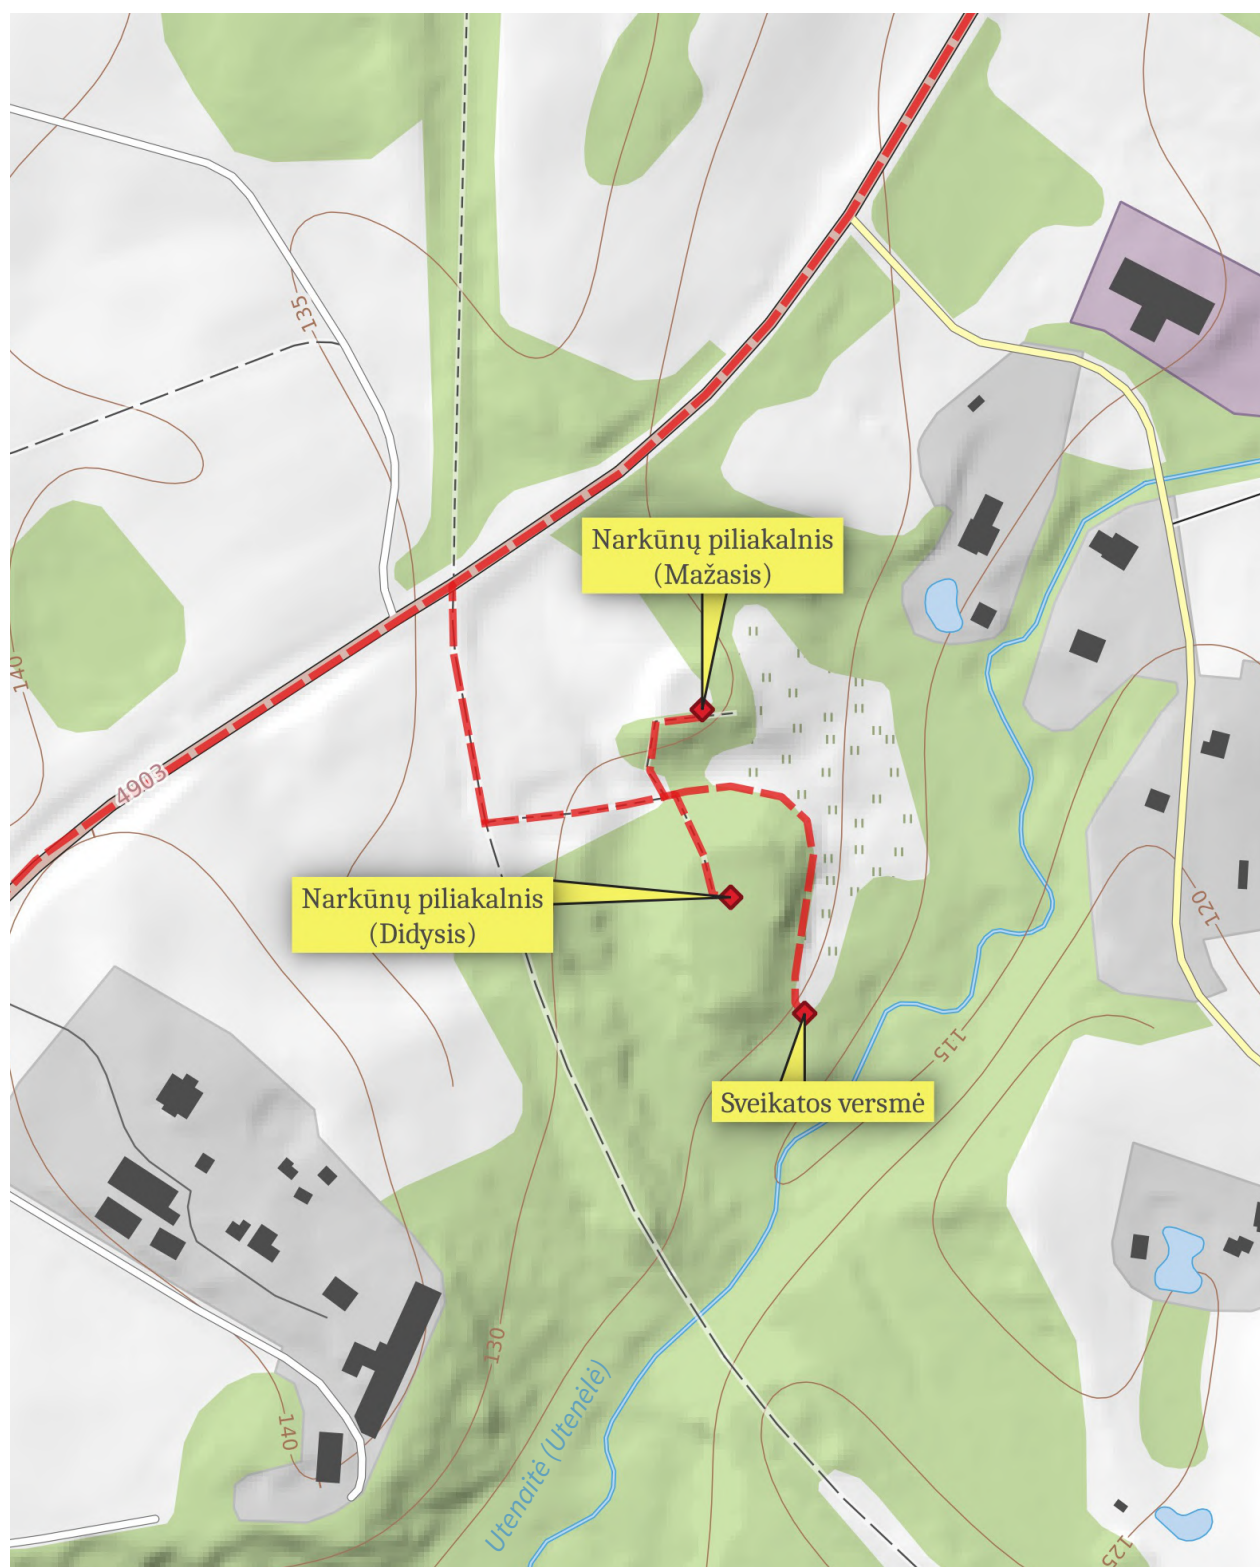 135
Narkūnų piliakalnis
(Mažasis)
140
4903
Narkūnų piliakalnis
(Didysis)
120
115
Sveikatos versmė
130
Utenaitė (Utenėlė)
140
125